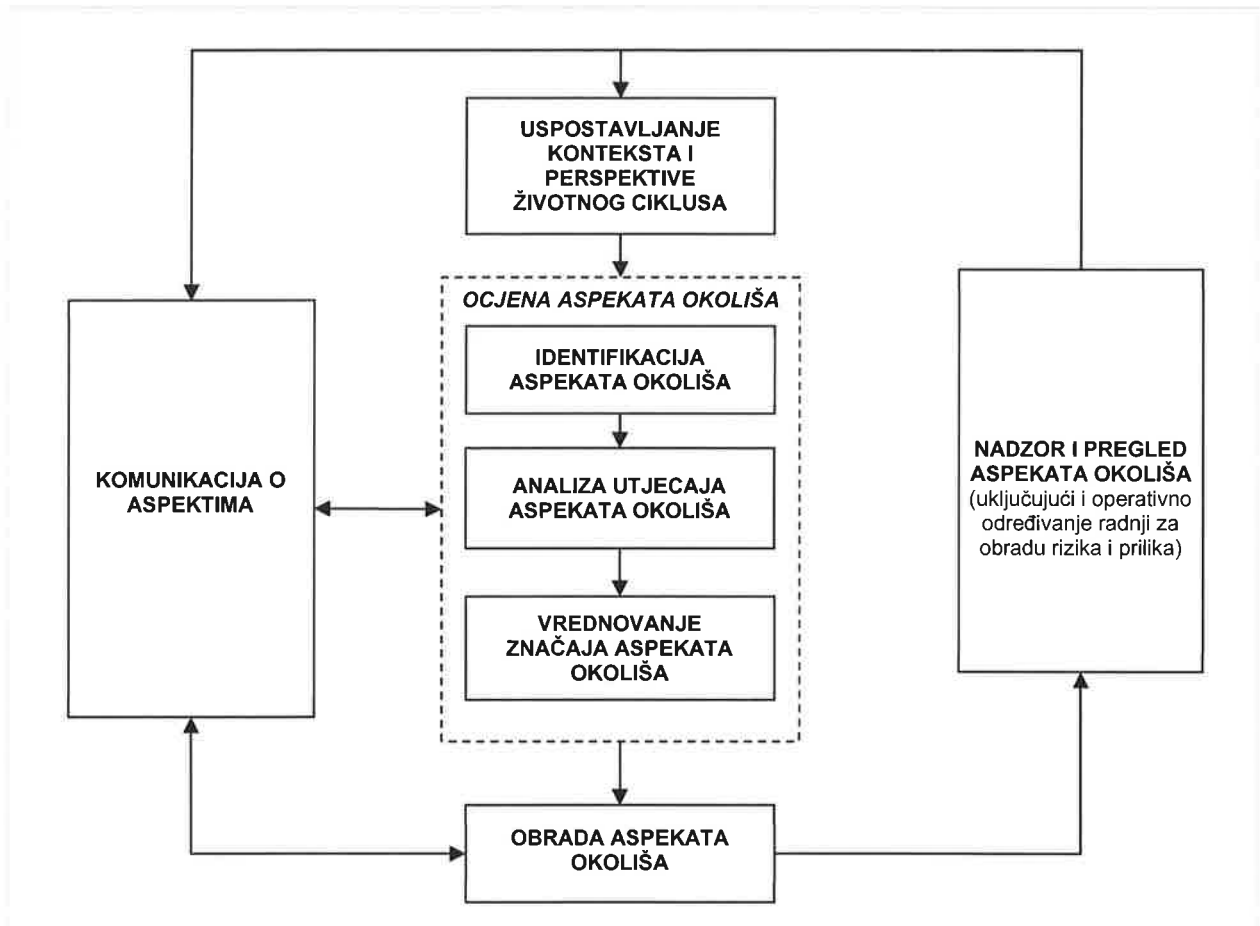 USPOSTAVLJANJE
KONTEKSTA I
PERSPEKTIVE
ŽIVOTNOG CIKLUSA
OCJENA ASPEKATA OKOLIŠA
IDENTIFIKACIJA
ASPEKATA OKOLIŠA
ANALIZA UTJECAJA
ASPEKATA OKOLIŠA
VREDNOVANJE
ZNAČAJA ASPEKATA
OKOLIŠA
KOMUNIKACIJA O
ASPEKTIMA
NADZOR I PREGLED
ASPEKATA OKOLIŠA
(uključujući i operativno
određivanje radnji za
obradu rizika i prilika)
OBRADA ASPEKATA
OKOLIŠA